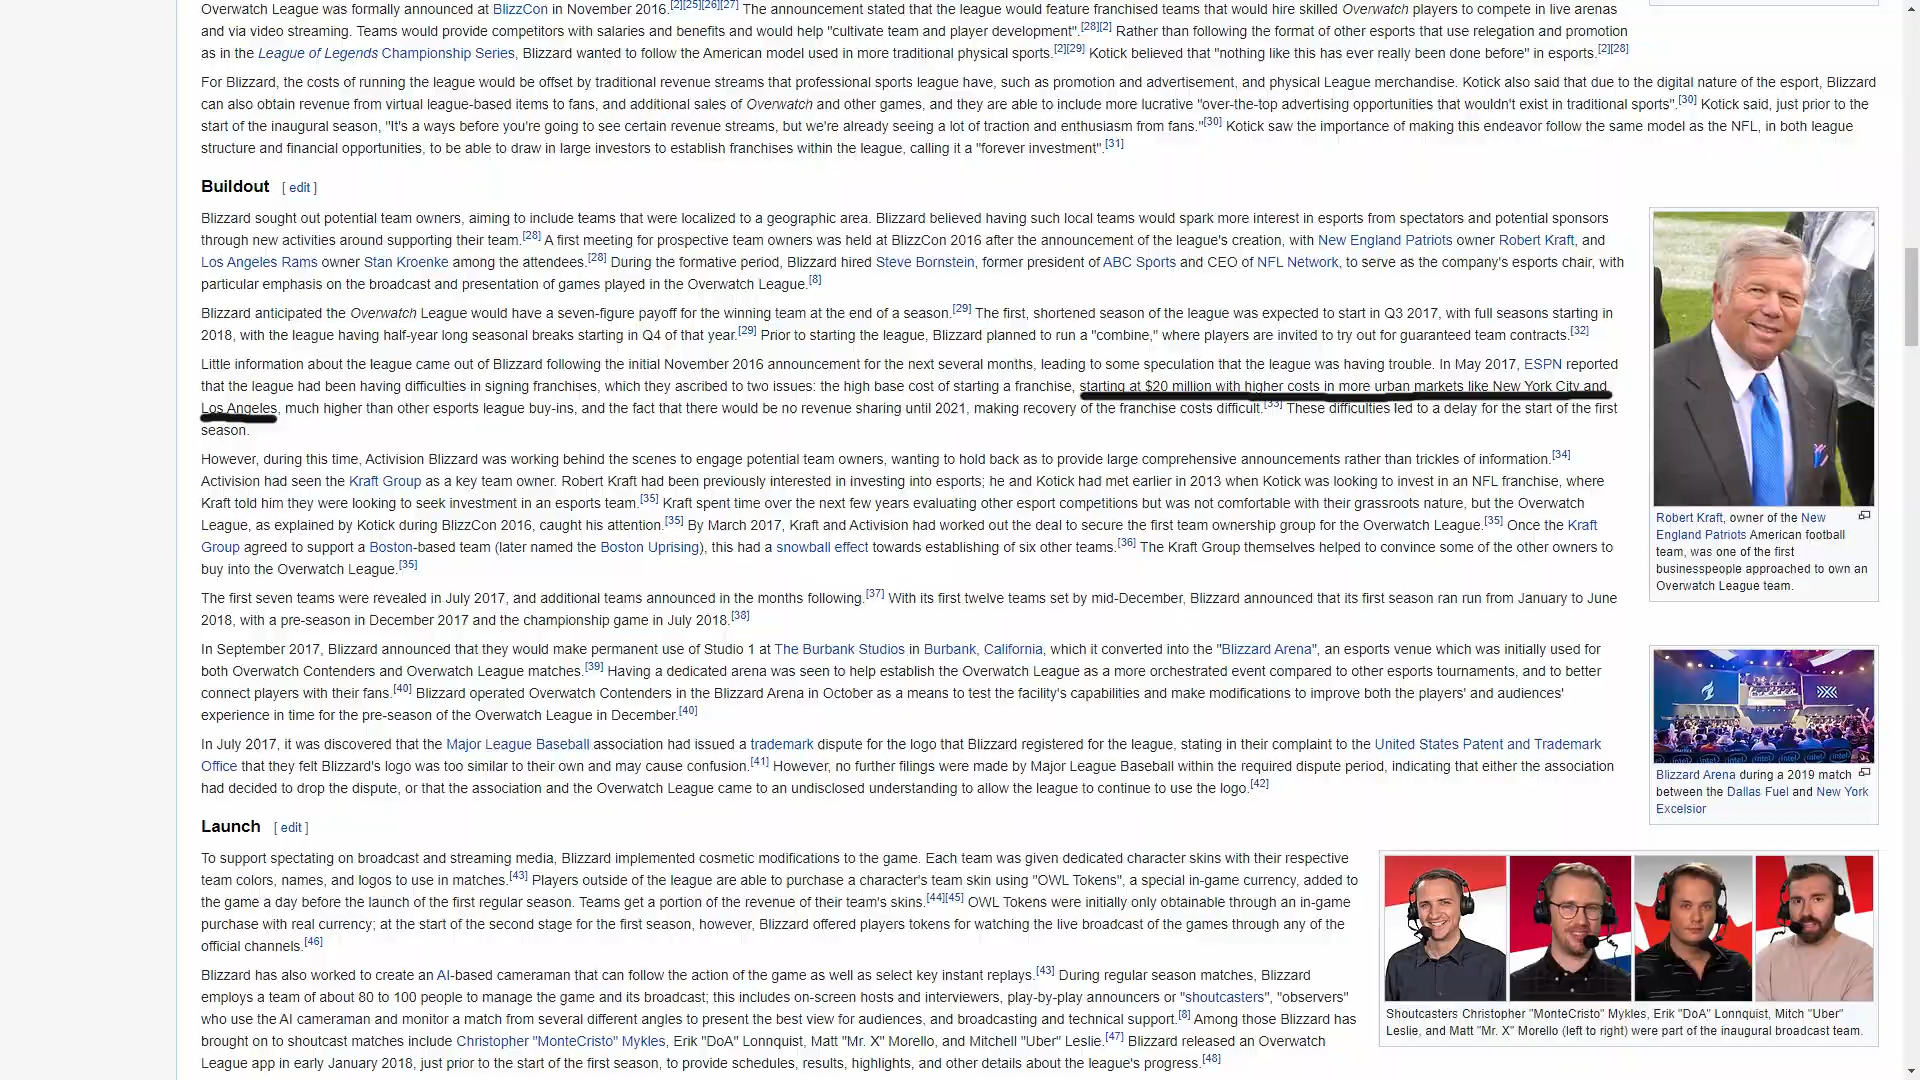 Overwatch League was formally announced at BlizzCon in November 2016.[2][25][26][27] The announcement stated that the league would feature franchised teams that would hire skilled Overwatch players to compete in live arenas
and via video streaming. Teams would provide competitors with salaries and benefits and would help "cultivate team and player development".[28][2] Rather than following the format of other esports that use relegation and promotion
as in the League of Legends Championship Series, Blizzard wanted to follow the American model used in more traditional physical sports.[2][29] Kotick believed that "nothing like this has ever really been done before" in esports.[2][28]
For Blizzard, the costs of running the league would be offset by traditional revenue streams that professional sports league have, such as promotion and advertisement, and physical League merchandise. Kotick also said that due to the digital nature of the esport, Blizzard
can also obtain revenue from virtual league-based items to fans, and additional sales of Overwatch and other games, and they are able to include more lucrative "over-the-top advertising opportunities that wouldn't exist in traditional sports".[30] Kotick said, just prior to the
start of the inaugural season, "It's a ways before you're going to see certain revenue streams, but we're already seeing a lot of traction and enthusiasm from fans."[30] Kotick saw the importance of making this endeavor follow the same model as the NFL, in both league
structure and financial opportunities, to be able to draw in large investors to establish franchises within the league, calling it a "forever investment".[31]
Buildout [ edit ]
Blizzard sought out potential team owners, aiming to include teams that were localized to a geographic area. Blizzard believed having such local teams would spark more interest in esports from spectators and potential sponsors
through new activities around supporting their team.[28] A first meeting for prospective team owners was held at BlizzCon 2016 after the announcement of the league's creation, with New England Patriots owner Robert Kraft, and
Los Angeles Rams owner Stan Kroenke among the attendees.[28] During the formative period, Blizzard hired Steve Bornstein, former president of ABC Sports and CEO of NFL Network, to serve as the company's esports chair, with
particular emphasis on the broadcast and presentation of games played in the Overwatch League.[8]
Blizzard anticipated the Overwatch League would have a seven-figure payoff for the winning team at the end of a season.[29] The first, shortened season of the league was expected to start in Q3 2017, with full seasons starting in
2018, with the league having half-year long seasonal breaks starting in Q4 of that year.[29] Prior to starting the league, Blizzard planned to run a "combine," where players are invited to try out for guaranteed team contracts.[32]
Little information about the league came out of Blizzard following the initial November 2016 announcement for the next several months, leading to some speculation that the league was having trouble. In May 2017, ESPN reported
that the league had been having difficulties in signing franchises, which they ascribed to two issues: the high base cost of starting a franchise, starting at $20 million with higher costs in more urban markets like New York City and
Los Angeles, much higher than other esports league buy-ins, and the fact that there would be no revenue sharing until 2021, making recovery of the franchise costs difficult.[33] These difficulties led to a delay for the start of the first
season.
However, during this time, Activision Blizzard was working behind the scenes to engage potential team owners, wanting to hold back as to provide large comprehensive announcements rather than trickles of information.[34]
Activision had seen the Kraft Group as a key team owner. Robert Kraft had been previously interested in investing into esports; he and Kotick had met earlier in 2013 when Kotick was looking to invest in an NFL franchise, where
Kraft told him they were looking to seek investment in an esports team.[35] Kraft spent time over the next few years evaluating other esport competitions but was not comfortable with their grassroots nature, but the Overwatch
League, as explained by Kotick during BlizzCon 2016, caught his attention.[35] By March 2017, Kraft and Activision had worked out the deal to secure the first team ownership group for the Overwatch League.[35] Once the Kraft
Group agreed to support a Boston-based team (later named the Boston Uprising), this had a snowball effect towards establishing of six other teams.[36] The Kraft Group themselves helped to convince some of the other owners to
buy into the Overwatch League.[35]
The first seven teams were revealed in July 2017, and additional teams announced in the months following.[37] With its first twelve teams set by mid-December, Blizzard announced that its first season ran run from January to June
2018, with a pre-season in December 2017 and the championship game in July 2018.[38]
In September 2017, Blizzard announced that they would make permanent use of Studio 1 at The Burbank Studios in Burbank, California, which it converted into the "Blizzard Arena", an esports venue which was initially used for
both Overwatch Contenders and Overwatch League matches.[39] Having a dedicated arena was seen to help establish the Overwatch League as a more orchestrated event compared to other esports tournaments, and to better
connect players with their fans.[40] Blizzard operated Overwatch Contenders in the Blizzard Arena in October as a means to test the facility's capabilities and make modifications to improve both the players' and audiences'
experience in time for the pre-season of the Overwatch League in December.[40]
In July 2017, it was discovered that the Major League Baseball association had issued a trademark dispute for the logo that Blizzard registered for the league, stating in their complaint to the United States Patent and Trademark
Office that they felt Blizzard's logo was too similar to their own and may cause confusion.[41] However, no further filings were made by Major League Baseball within the required dispute period, indicating that either the association
had decided to drop the dispute, or that the association and the Overwatch League came to an undisclosed understanding to allow the league to continue to use the logo.[42]
Robert Kraft, owner of the New
England Patriots American football
team, was one of the first
businesspeople approached to own an
Overwatch League team.
intel
Blizzard Arena during a 2019 match
between the Dallas Fuel and New York
Excelsior
Launch [ edit ]
To support spectating on broadcast and streaming media, Blizzard implemented cosmetic modifications to the game. Each team was given dedicated character skins with their respective
team colors, names, and logos to use in matches.[43] Players outside of the league are able to purchase a character's team skin using "OWL Tokens", a special in-game currency, added to
the game a day before the launch of the first regular season. Teams get a portion of the revenue of their team's skins.[44][45] OWL Tokens were initially only obtainable through an in-game
purchase with real currency; at the start of the second stage for the first season, however, Blizzard offered players tokens for watching the live broadcast of the games through any of the
official channels.[46]
Blizzard has also worked to create an AI-based cameraman that can follow the action of the game as well as select key instant replays.[43] During regular season matches, Blizzard
employs a team of about 80 to 100 people to manage the game and its broadcast; this includes on-screen hosts and interviewers, play-by-play announcers or "shoutcasters", "observers"
who use the AI cameraman and monitor a match from several different angles to present the best view for audiences, and broadcasting and technical support.[8] Among those Blizzard has
brought on to shoutcast matches include Christopher "MonteCristo" Mykles, Erik "DoA" Lonnquist, Matt "Mr. X" Morello, and Mitchell "Uber" Leslie.[47] Blizzard released an Overwatch
League app in early January 2018, just prior to the start of the first season, to provide schedules, results, highlights, and other details about the league's progress.[48]
Shoutcasters Christopher "MonteCristo" Mykles, Erik "DoA" Lonnquist, Mitch "Uber"
Leslie, and Matt "Mr. X" Morello (left to right) were part of the inaugural broadcast team.